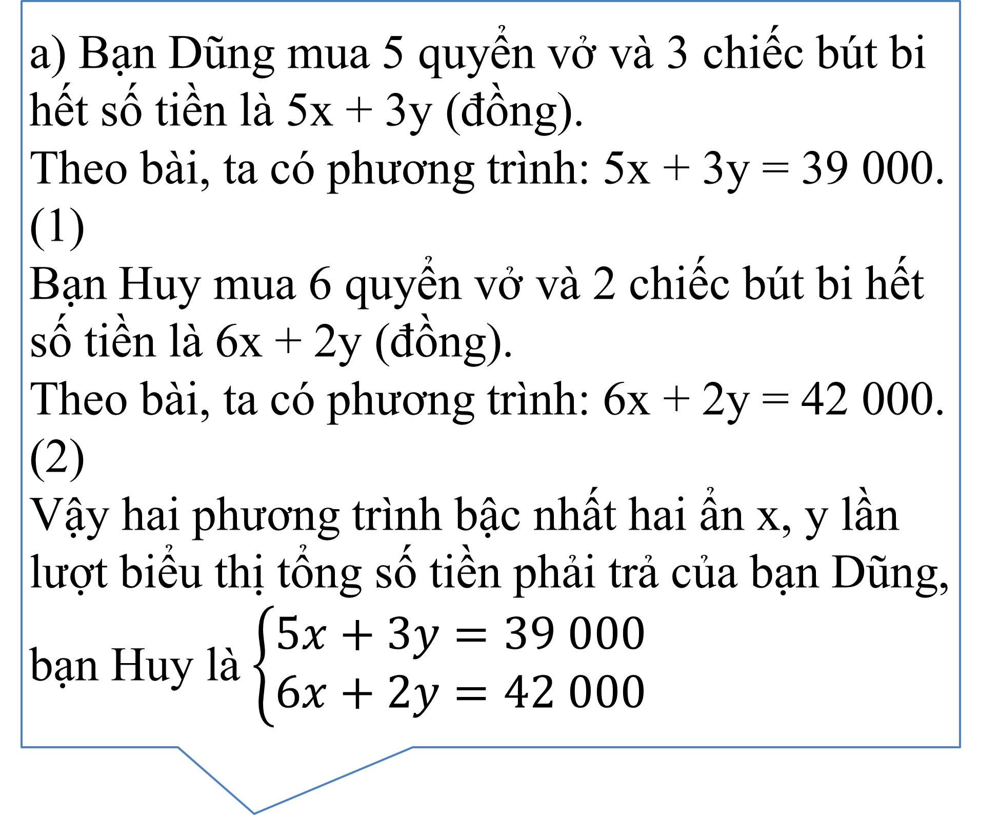 a) Bạn Dũng mua 5 quyển vở và 3 chiếc bút bi
hết số tiền là 5x + 3y (đồng).
Theo bài, ta có phương trình: 5x + 3y = 39 000.
(1)
Bạn Huy mua 6 quyển vở và 2 chiếc bút bi hết
số tiền là 6x + 2y (đồng).
Theo bài, ta có phương trình: 6x + 2y = 42 000.
(2)
Vậy hai phương trình bậc nhất hai ẩn x, y lần
lượt biểu thị tổng số tiền phải trả của bạn Dũng,
bạn Huy là { 5x + 3y = 39 000
6x + 2y = 42 000